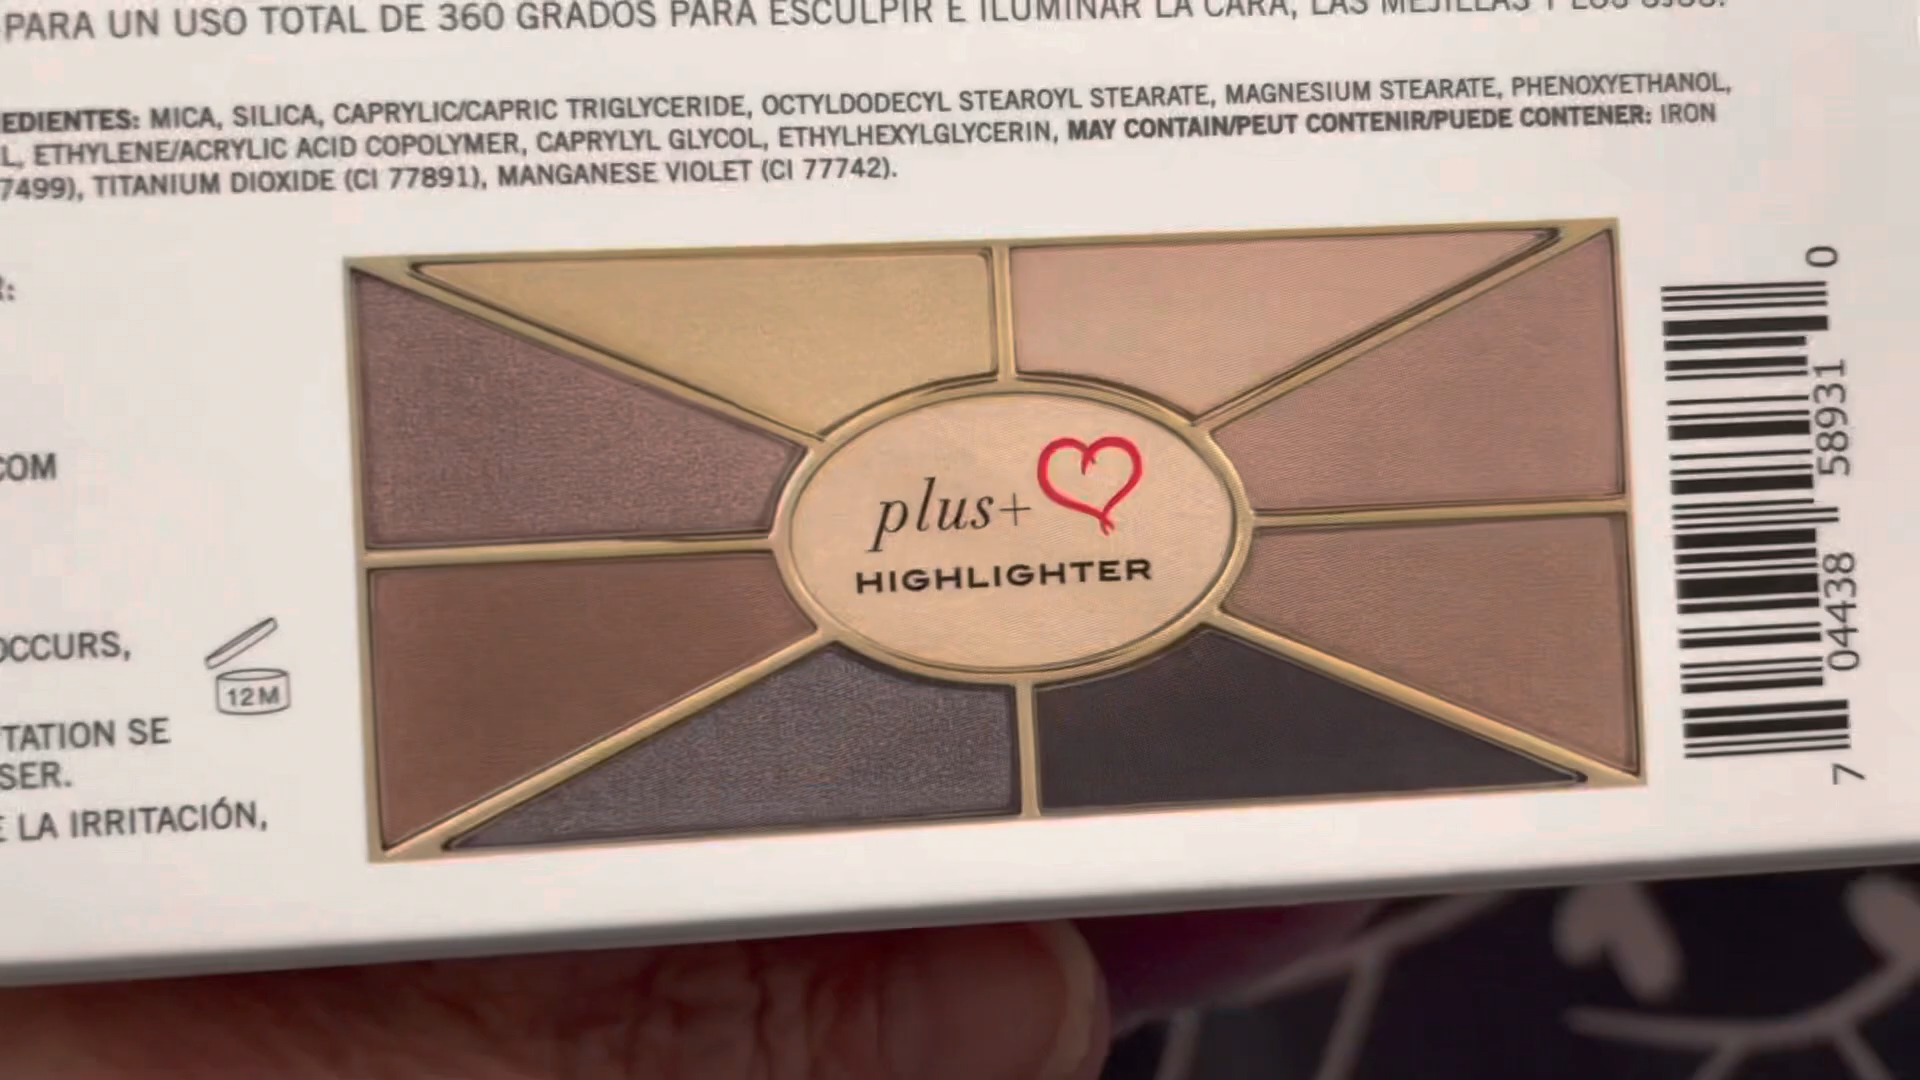 PARA UN USO TOTAL DE 360 GRADOS PARA ESCULPIR E ILUMINAR LA CARA, LAS MEJILLAS Y LOS OJOS.
EDIENTES: MICA, SILICA, CAPRYLIC/CAPRIC TRIGLYCERIDE, OCTYLDODECYL STEAROYL STEARATE, MAGNESIUM STEARATE, PHENOXYETHANOL,
L, ETHYLENE/ACRYLIC ACID COPOLYMER, CAPRYLYL GLYCOL, ETHYLHEXYLGLYCERIN, MAY CONTAIN/PEUT CONTENIR/PUEDE CONTENER: IRON
7499), TITANIUM DIOXIDE (CI 77891), MANGANESE VIOLET (CI 77742).
R:
COM
OCCURS,
12M
TATION SE
SER.
E LA IRRITACIÓN,
plus+
HIGHLIGHTER
7 04438 58931 0